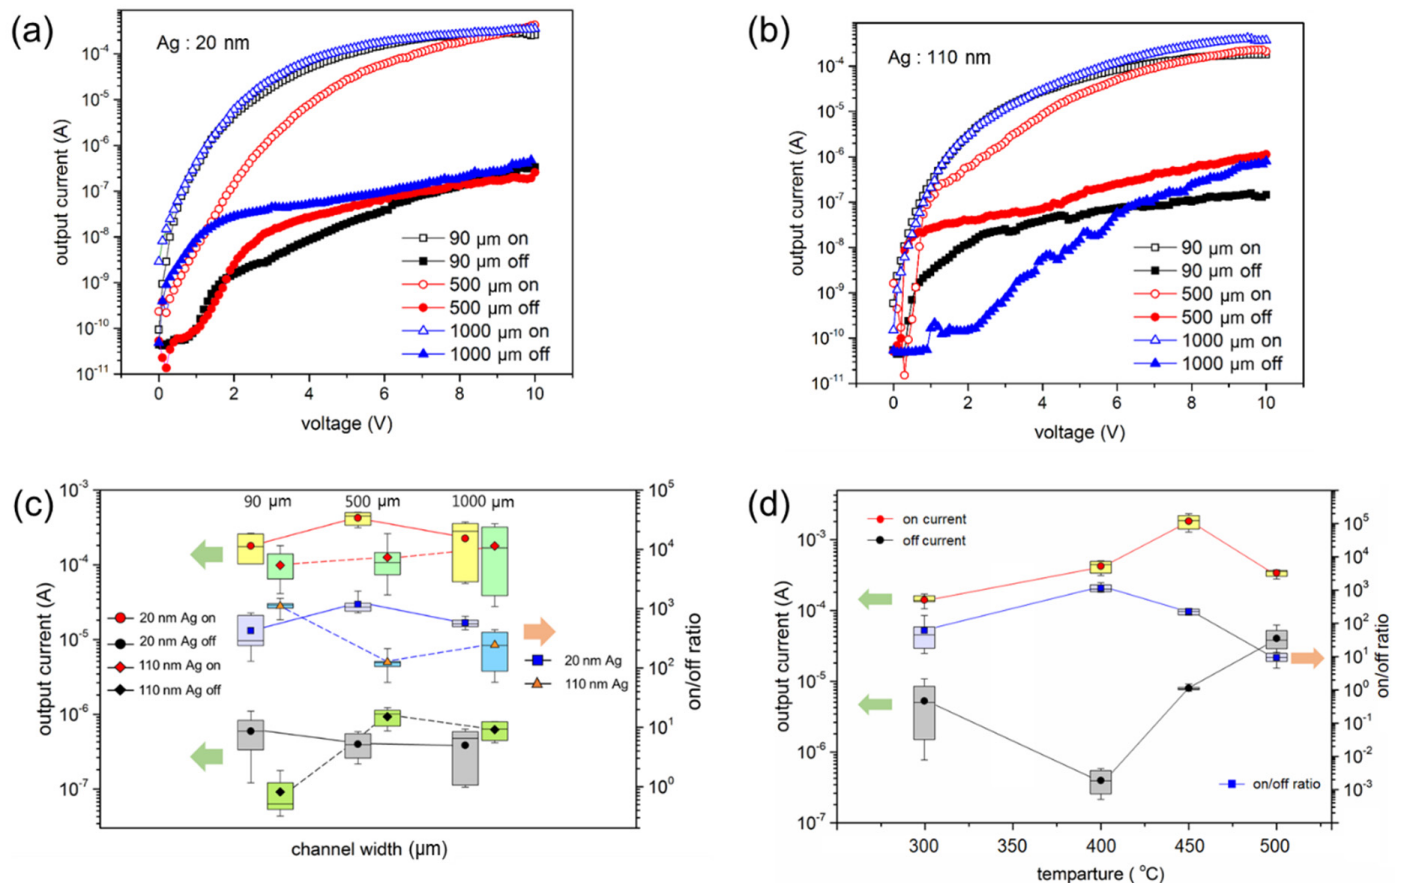 (a)
Ag : 20 nm
output current (A)
10⁻⁴
10⁻⁵
10⁻⁶
10⁻⁷
10⁻⁸
10⁻⁹
10⁻¹⁰
10⁻¹¹
90 µm on
90 µm off
500 µm on
500 µm off
1000 µm on
1000 µm off
0 2 4 6 8 10
voltage (V)
(b)
Ag : 110 nm
output current (A)
10⁻⁴
10⁻⁵
10⁻⁶
10⁻⁷
10⁻⁸
10⁻⁹
10⁻¹⁰
10⁻¹¹
90 µm on
90 µm off
500 µm on
500 µm off
1000 µm on
1000 µm off
0 2 4 6 8 10
voltage (V)
(c)
90 µm 500 µm 1000 µm
output current (A)
10⁻³
10⁻⁴
10⁻⁵
10⁻⁶
10⁻⁷
20 nm Ag on
20 nm Ag off
110 nm Ag on
110 nm Ag off
20 nm Ag
110 nm Ag
10⁵
10⁴
10³
10²
10¹
10⁰
on/off ratio
channel width (µm)
(d)
on current
off current
output current (A)
10⁻³
10⁻⁴
10⁻⁵
10⁻⁶
10⁻⁷
on/off ratio
10⁵
10⁴
10³
10²
10¹
10⁰
10⁻¹
10⁻²
10⁻³
on/off ratio
300 350 400 450 500
temparture ( °C)